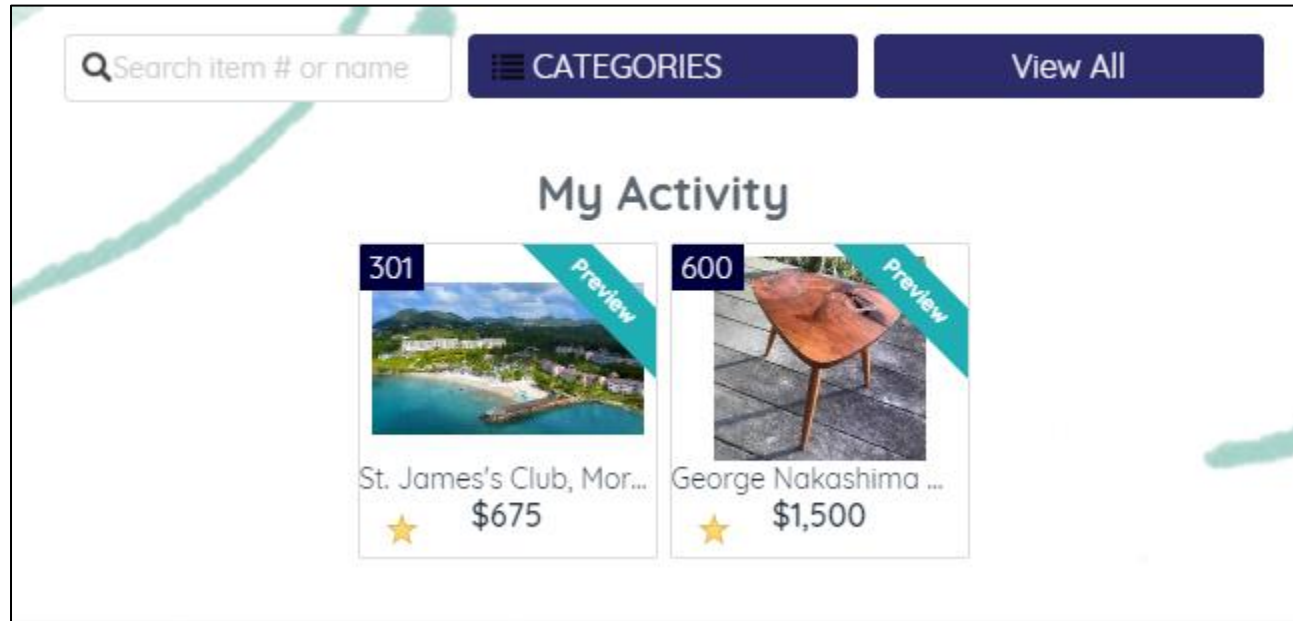 Search item # or name
CATEGORIES
View All
My Activity
301
Preview
600
Preview
St. James's Club, Mor...
George Nakashima ...
$675
$1,500